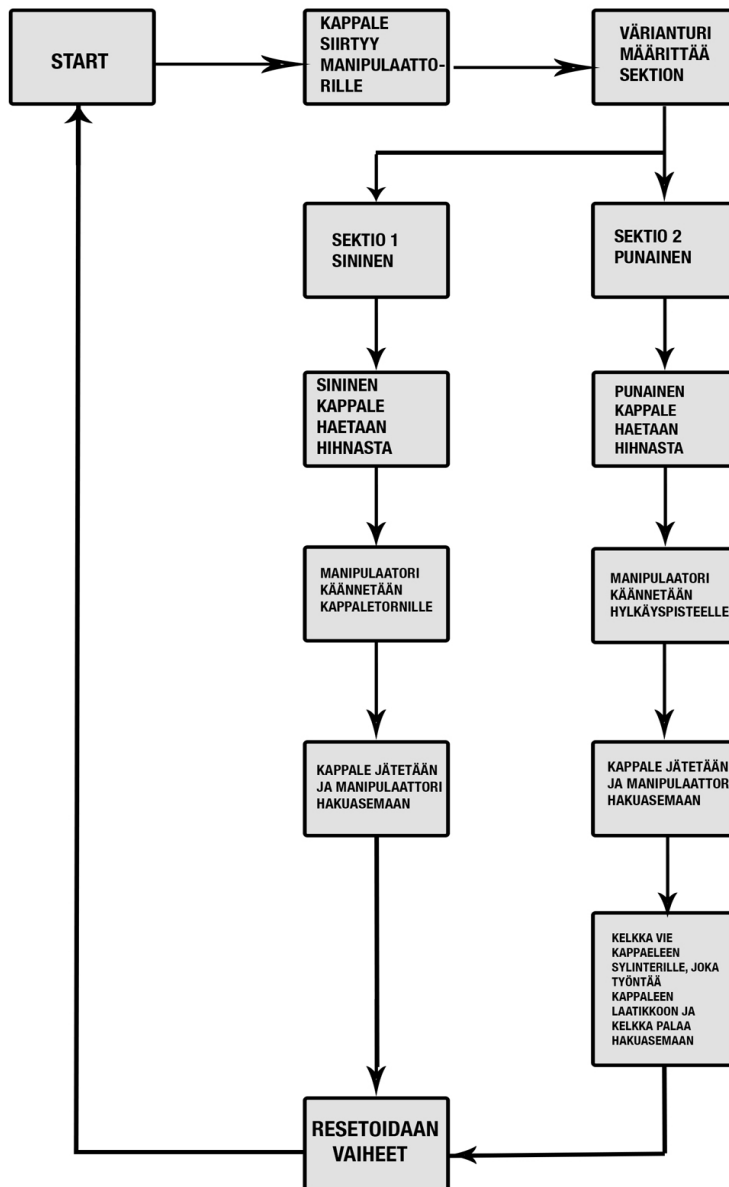 START
KAPPALE
SIIRTYY
MANIPULAATTO-
RILLE
VÄRIANTURI
MÄÄRITTÄÄ
SEKTION
SEKTIO 1
SININEN
SEKTIO 2
PUNAINEN
SININEN
KAPPALE
HAETAAN
HIHNASTA
PUNAINEN
KAPPALE
HAETAAN
HIHNASTA
MANIPULAATORI
KÄÄNNETÄÄN
KAPPALETORNILLE
MANIPULAATORI
KÄÄNNETÄÄN
HYLKÄYSPISTEELLE
KAPPALE JÄTETÄÄN
JA MANIPULAATTORI
HAKUASEMAAN
KAPPALE JÄTETÄÄN
JA MANIPULAATTORI
HAKUASEMAAN
KELKKA VIE
KAPPAELEEN
SYLINTERILLE, JOKA
TYÖNTÄÄ
KAPPALEEN
LAATIKKOON JA
KELKKA PALAA
HAKUASEMAAN
RESETOIDAAN
VAIHEET